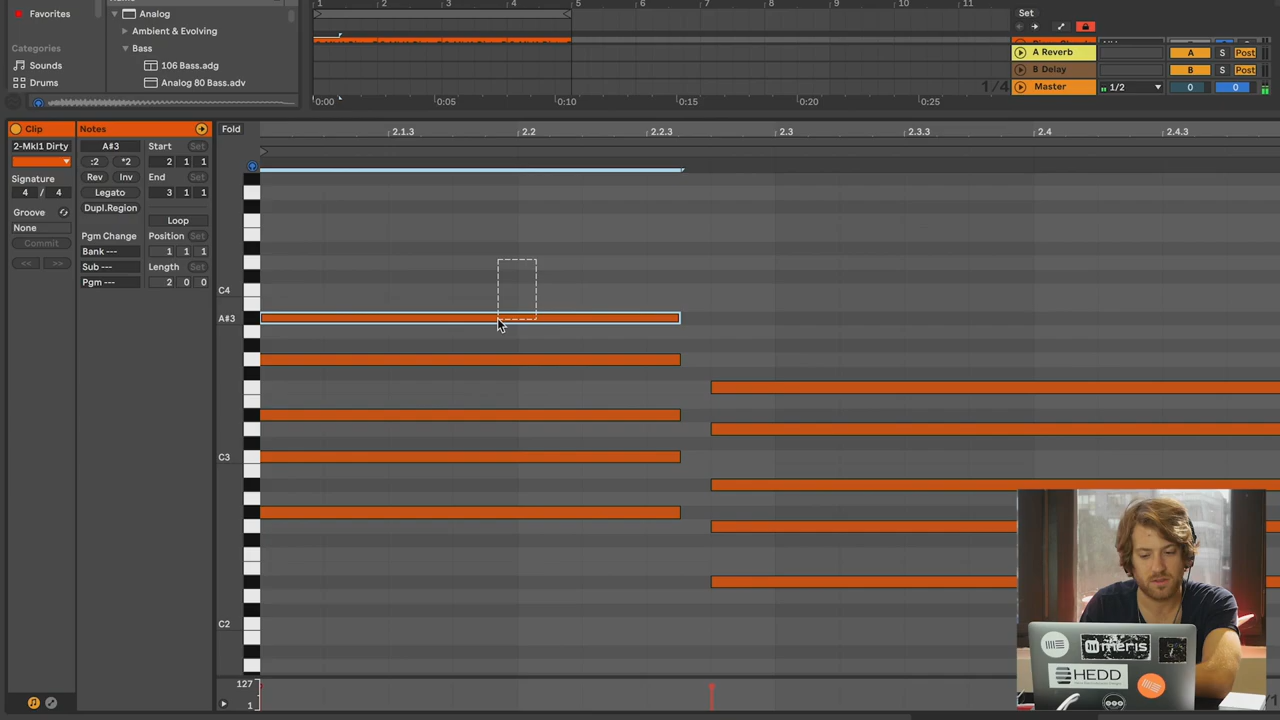 Favorites
Categories
Sounds
Drums
Analog
Ambient & Evolving
Bass
106 Bass.adg
Analog 80 Bass.adv
1 2 3 4 5 6 7 8 9 10 11
0:00 0:05 0:10 0:15 0:20 0:25
1/4
Set
A Reverb A S Post
B Delay B S Post
Master 1/2 0 0
Clip
2-Mkl1 Dirty
Signature
4 / 4
Groove
None
Commit
<< >>
Notes
A#3
:2 *2
Rev Inv
Legato
Dupl.Region
Pgm Change
Bank ---
Sub ---
Pgm ---
Start Set
2 1 1
End Set
3 1 1
Loop
Position Set
1 1 1
Length Set
2 0 0
Fold
2.1.3 2.2 2.2.3 2.3 2.3.3 2.4 2.4.3
C4
A#3
C3
C2
127
1
meris
HEDD